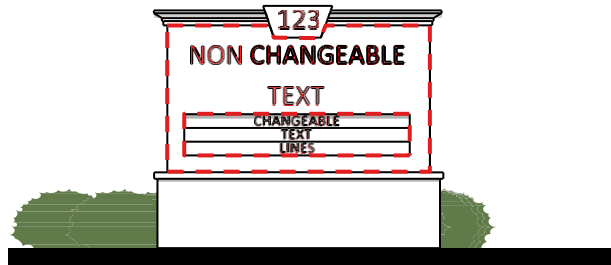 123
NON CHANGEABLE
TEXT
CHANGEABLE
TEXT
LINES